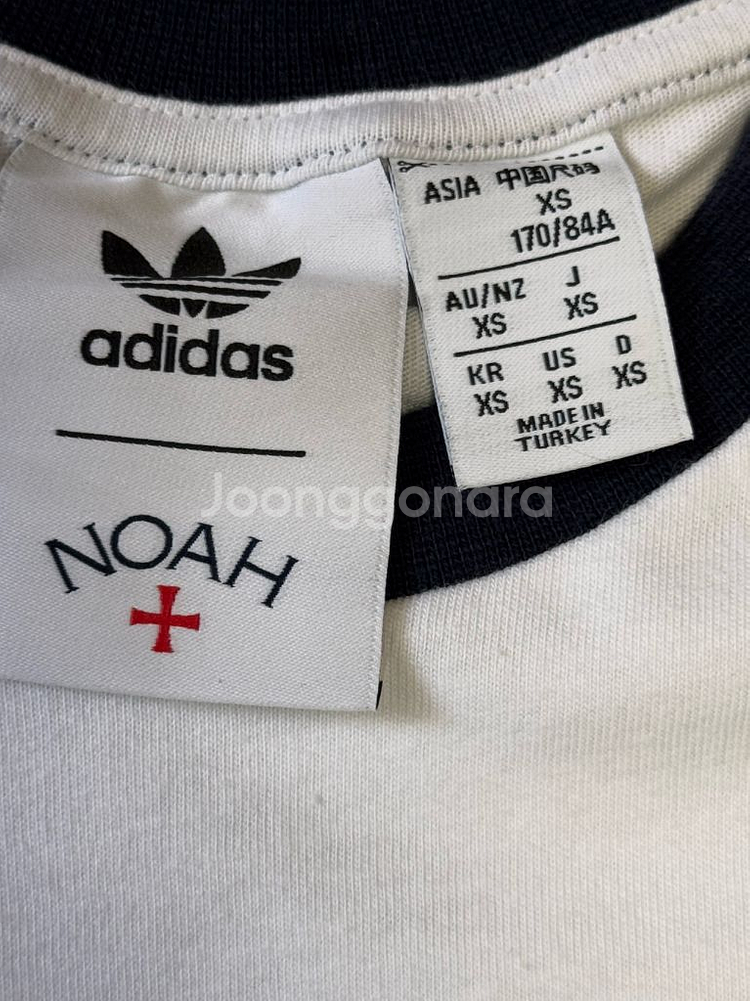 adidas
NOAH
ASIA 中国尺码
XS
170/84A
AU/NZ J
XS XS
KR US D
XS XS XS
MADE IN
TURKEY
Joonggonara